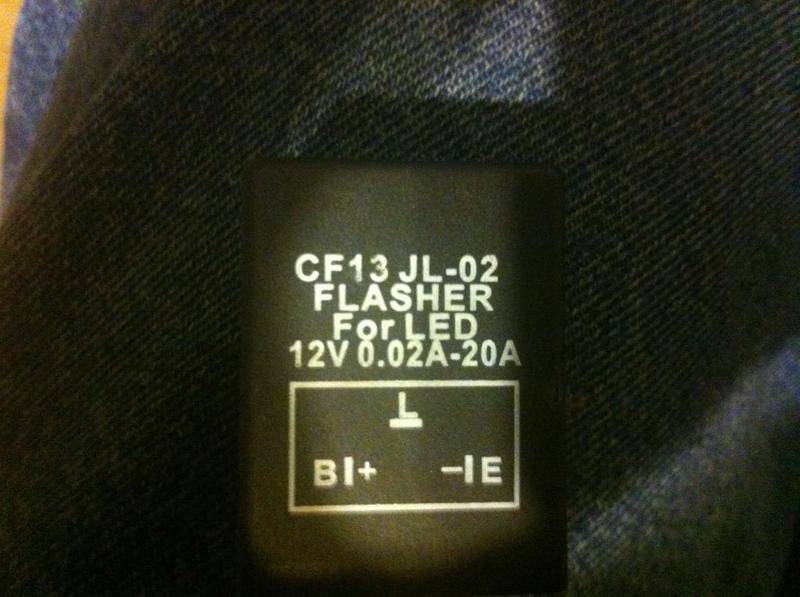 CF13 JL-02
FLASHER
For LED
12V 0.02A-20A
L
B + - E